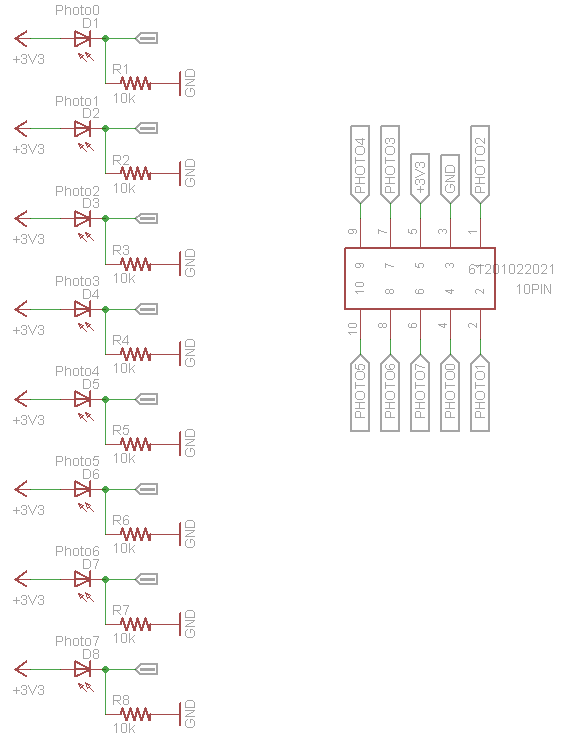 Photo0
D1
+3V3
R1
10k
GND
Photo1
D2
+3V3
R2
10k
GND
Photo2
D3
+3V3
R3
10k
GND
Photo3
D4
+3V3
R4
10k
GND
Photo4
D5
+3V3
R5
10k
GND
Photo5
D6
+3V3
R6
10k
GND
Photo6
D7
+3V3
R7
10k
GND
Photo7
D8
+3V3
R8
10k
GND
PHOTO4 PHOTO3 +3V3 GND PHOTO2
9 7 5 3 1
9 7 5 3 1 61201022021
10 8 6 4 2 10PIN
10 8 6 4 2
PHOTO5 PHOTO6 PHOTO7 PHOTO0 PHOTO1